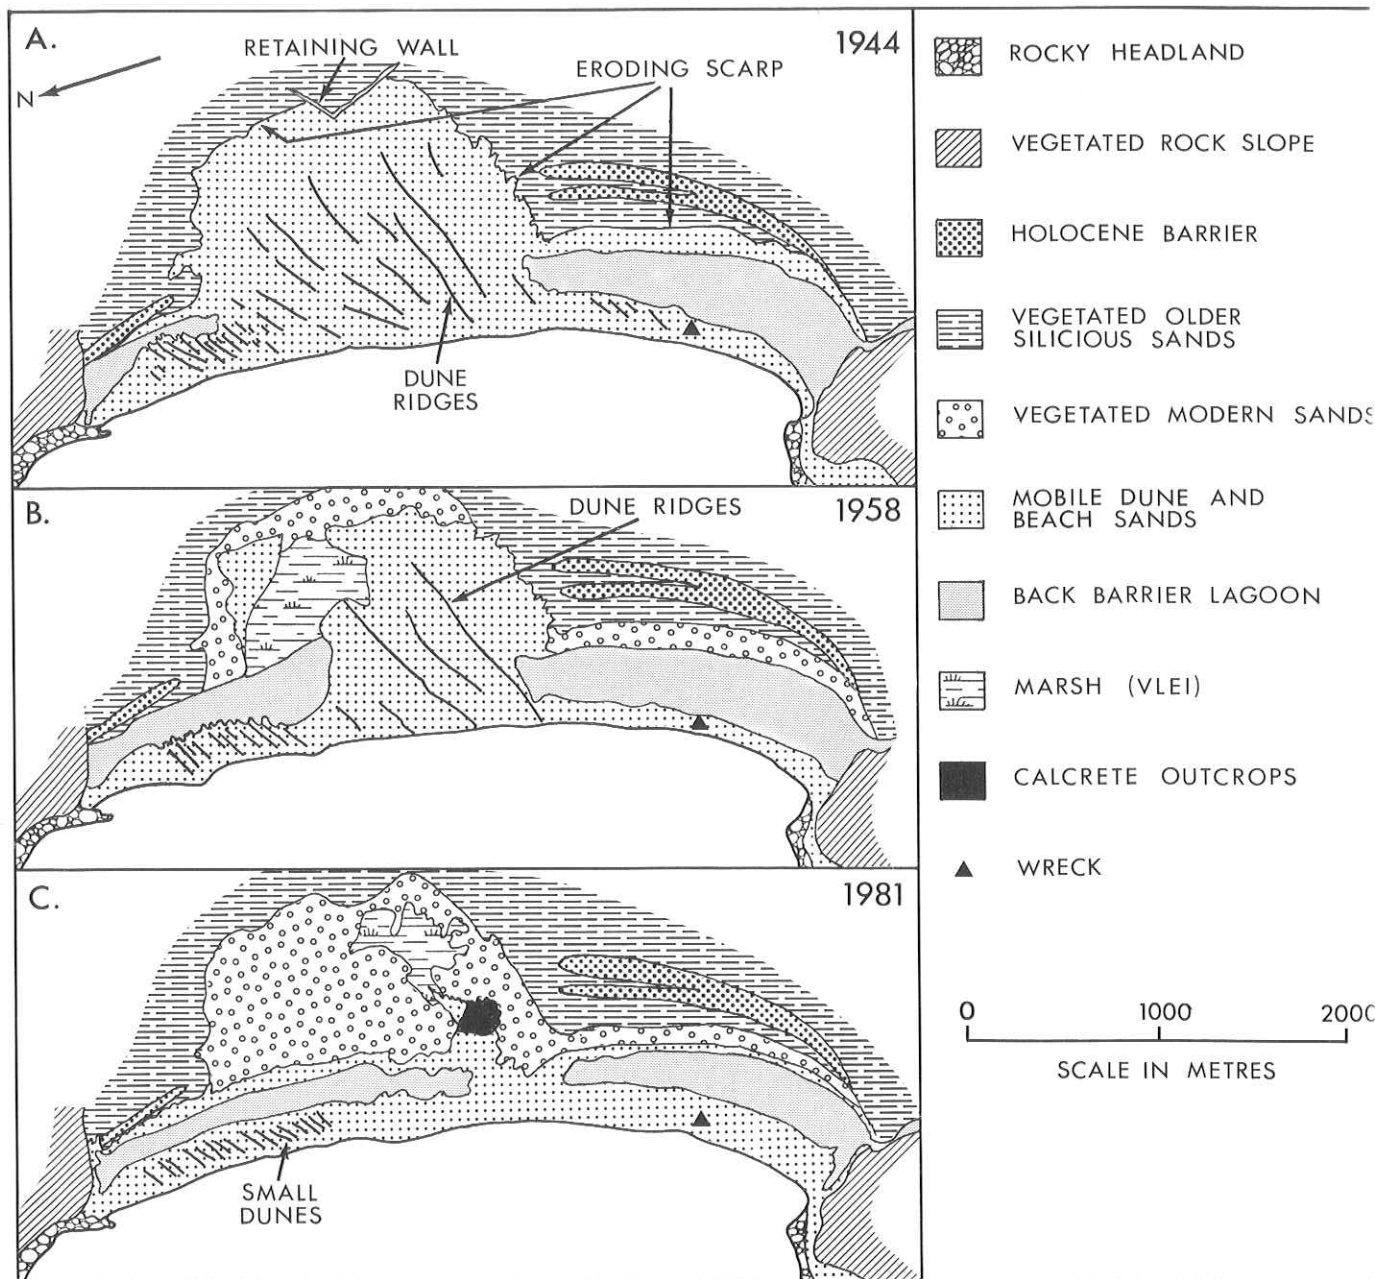 A.
1944
N
RETAINING WALL
ERODING SCARP
DUNE
RIDGES
B.
1958
DUNE RIDGES
C.
1981
SMALL
DUNES
ROCKY HEADLAND
VEGETATED ROCK SLOPE
HOLOCENE BARRIER
VEGETATED OLDER
SILICIOUS SANDS
VEGETATED MODERN SANDS
MOBILE DUNE AND
BEACH SANDS
BACK BARRIER LAGOON
MARSH (VLEI)
CALCRETE OUTCROPS
WRECK
0 1000 2000
SCALE IN METRES